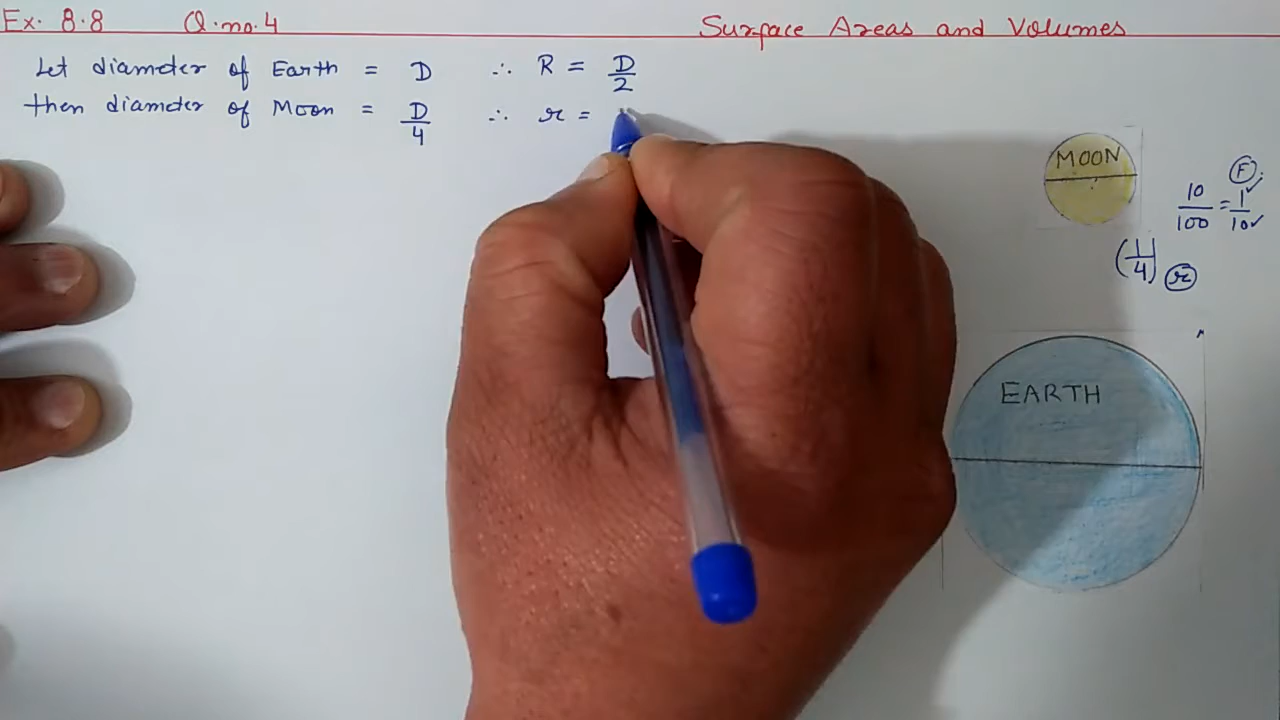 Ex. 8.8 Q.no.4 Surface Areas and Volumes
Let diameter of Earth = D ∴ R = D/2
then diameter of Moon = D/4 ∴ r =
MOON
F
10/100 = 1/10
(1/4) r
EARTH